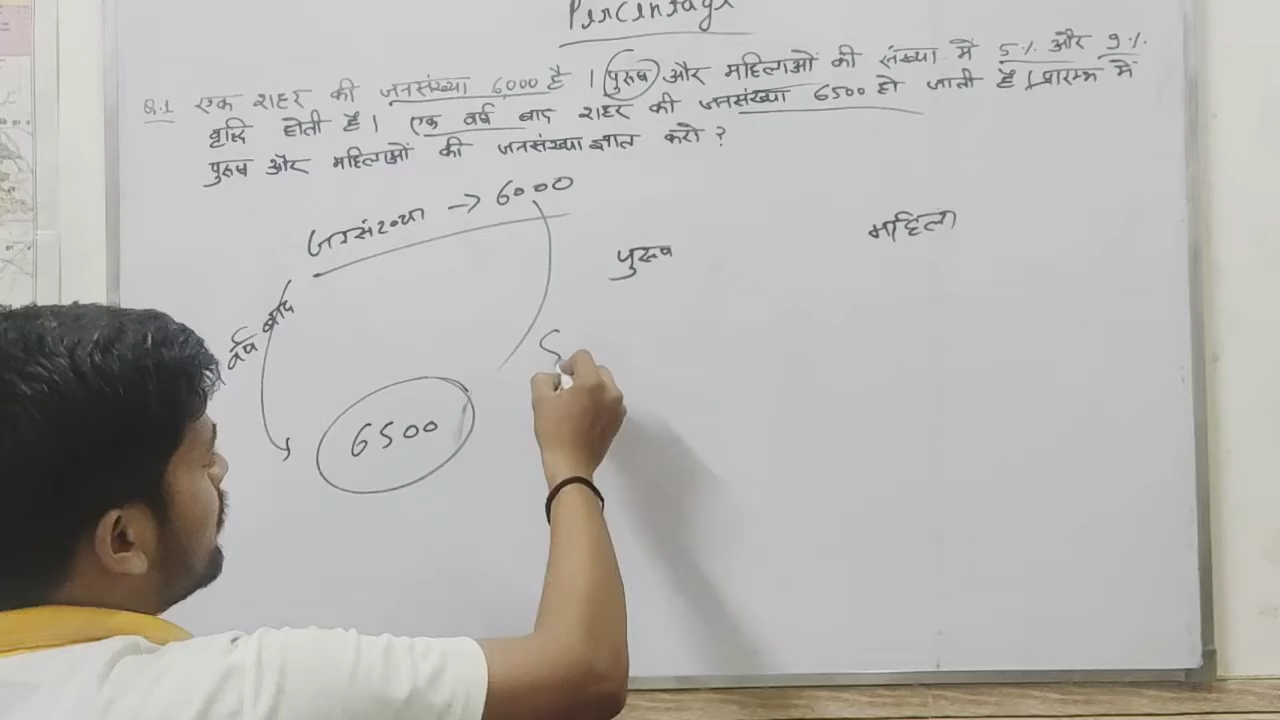 Percentage
Q.1 एक शहर की जनसंख्या 6000 है । पुरुष और महिलाओं की संख्या में 5% और 9%
वृद्धि होती है । एक वर्ष बाद शहर की जनसंख्या 6500 हो जाती है । प्रारम्भ में
पुरुष और महिलाओं की जनसंख्या ज्ञात करो ?
जनसंख्या → 6000
पुरुष
महिला
वर्ष बाद
6500
5